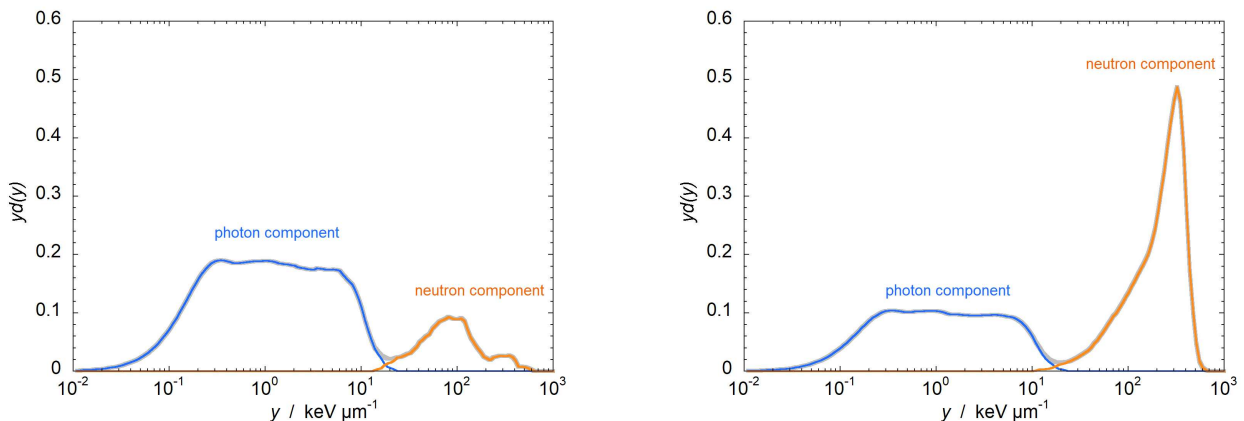 0.6
0.5
0.4
0.3
0.2
0.1
0
yd(y)
photon component
neutron component
10⁻² 10⁻¹ 10⁰ 10¹ 10² 10³
y / keV µm⁻¹
0.6
0.5
0.4
0.3
0.2
0.1
0
yd(y)
neutron component
photon component
10⁻² 10⁻¹ 10⁰ 10¹ 10² 10³
y / keV µm⁻¹